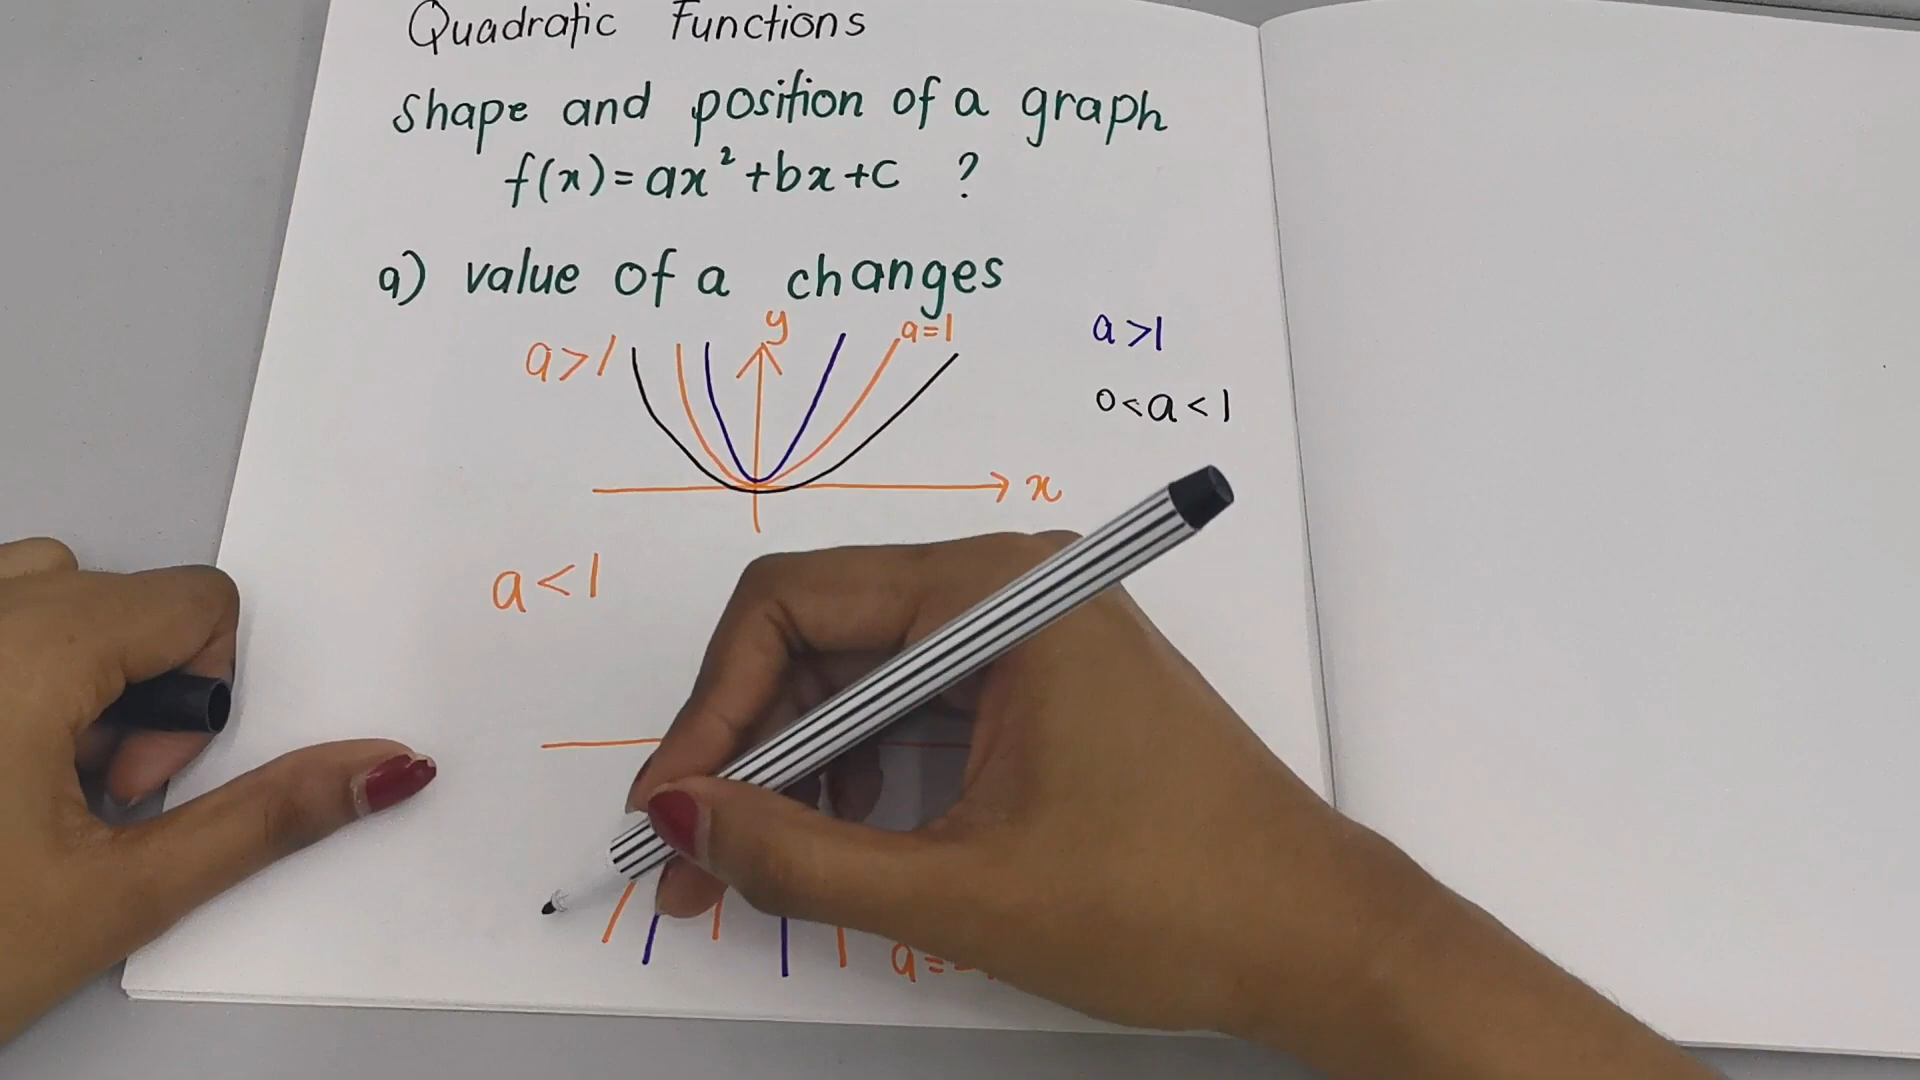 Quadratic Functions
Shape and position of a graph
f(x)=ax²+bx+c ?
a) value of a changes
y
a=1
a>1
a>1
0<a<1
x
a<1
a=-